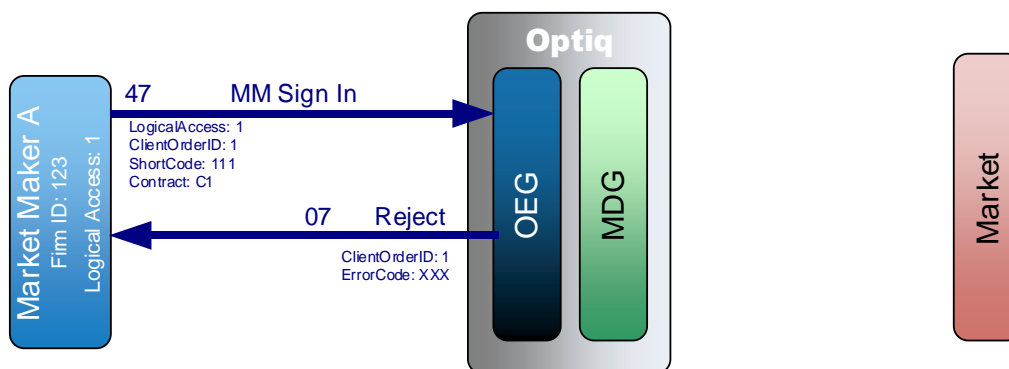 Optiq
Market Maker A
Firm ID: 123
Logical Access: 1
47 MM Sign In
LogicalAccess: 1
ClientOrderID: 1
ShortCode: 111
Contract: C1
07 Reject
ClientOrderID: 1
ErrorCode: XXX
OEG
MDG
Market